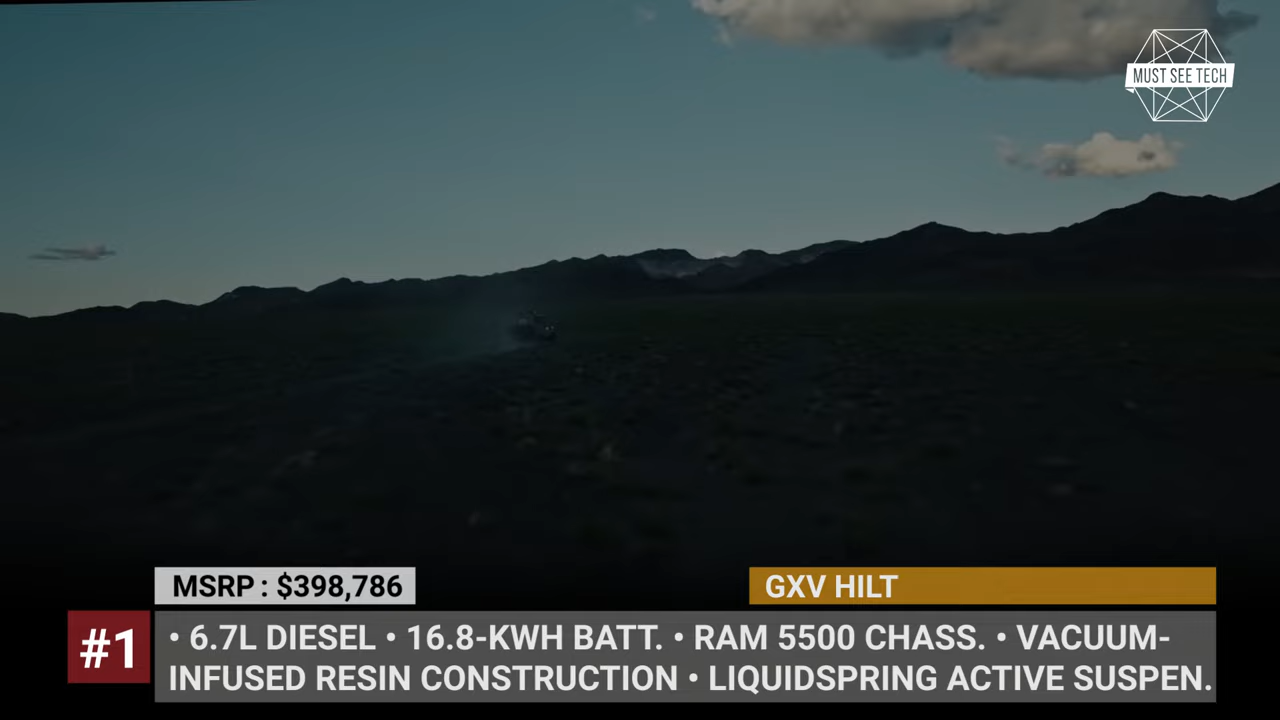 MUST SEE TECH
MSRP : $398,786
GXV HILT
#1
• 6.7L DIESEL • 16.8-KWH BATT. • RAM 5500 CHASS. • VACUUM-
INFUSED RESIN CONSTRUCTION • LIQUIDSPRING ACTIVE SUSPEN.